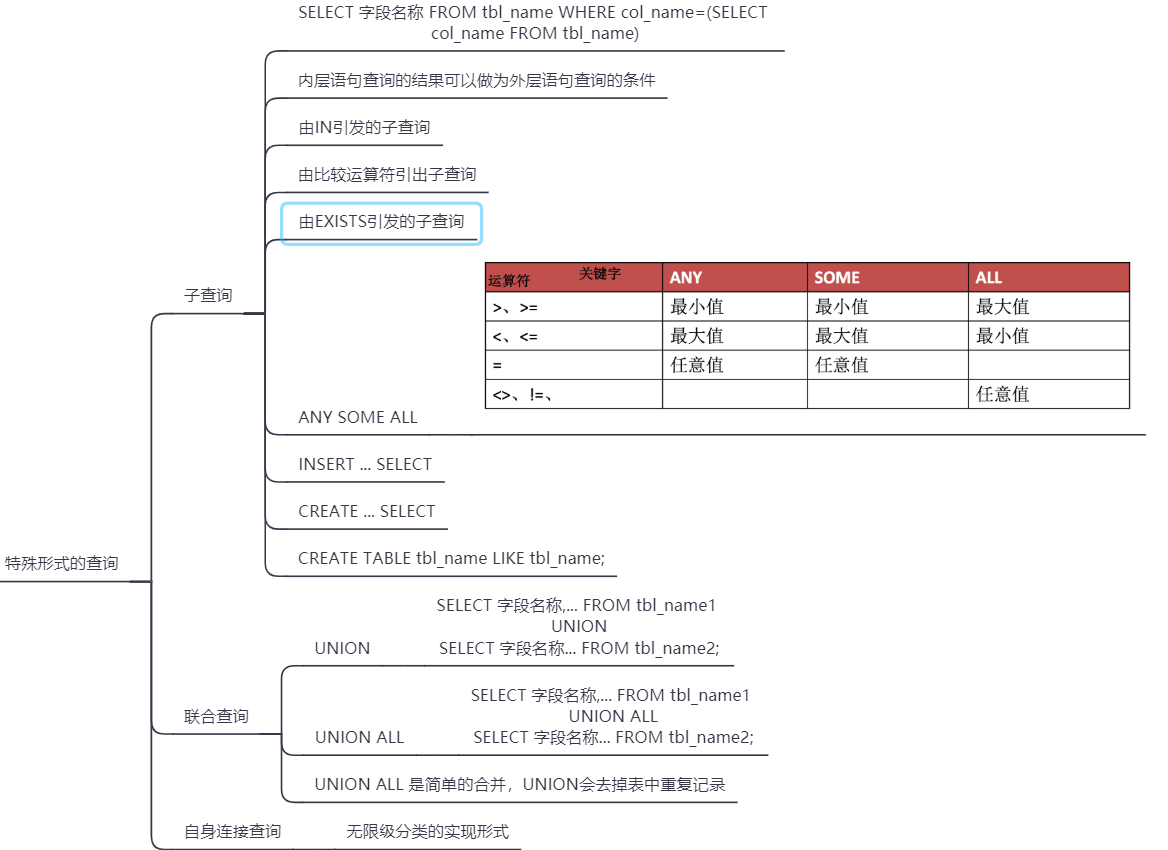 SELECT 字段名称 FROM tbl_name WHERE col_name=(SELECT
col_name FROM tbl_name)
内层语句查询的结果可以做为外层语句查询的条件
由IN引发的子查询
由比较运算符引出子查询
由EXISTS引发的子查询
子查询
运算符 关键字 ANY SOME ALL
>、>= 最小值 最小值 最大值
<、<= 最大值 最大值 最小值
= 任意值 任意值
<>、!=、 任意值
ANY SOME ALL
INSERT ... SELECT
CREATE ... SELECT
CREATE TABLE tbl_name LIKE tbl_name;
特殊形式的查询
SELECT 字段名称,... FROM tbl_name1
UNION
UNION SELECT 字段名称... FROM tbl_name2;
SELECT 字段名称,... FROM tbl_name1
联合查询 UNION ALL
UNION ALL SELECT 字段名称... FROM tbl_name2;
UNION ALL 是简单的合并，UNION会去掉表中重复记录
自身连接查询 无限级分类的实现形式